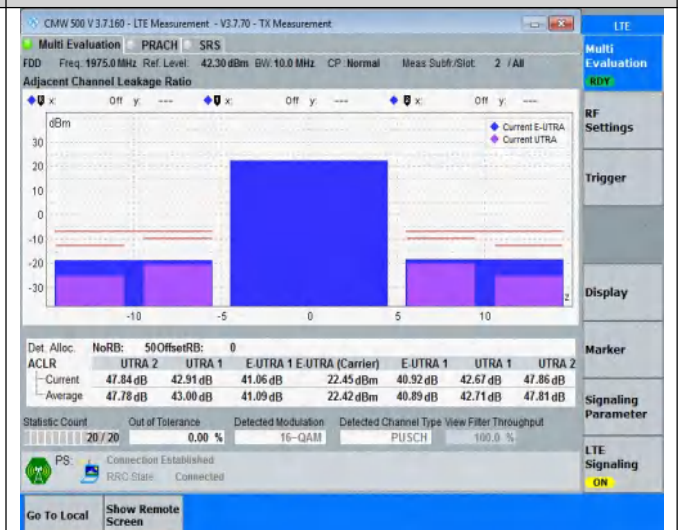 CMW 500 V 3.7.160 - LTE Measurement - V3.7.70 - TX Measurement
LTE
Multi Evaluation PRACH SRS
Multi Evaluation
RDY
FDD Freq: 1975.0 MHz Ref. Level: 42.30 dBm BW: 10.0 MHz CP: Normal Meas Subfr./Slot: 2 / All
Adjacent Channel Leakage Ratio
x: Off y: --- x: Off y: --- x: Off y: ---
dBm
Current E-UTRA
Current UTRA
RF Settings
30
20
Trigger
10
0
-10
-20
-30
z
Display
-10 -5 0 5 10
Det. Alloc. NoRB: 50 OffsetRB: 0
Marker
ACLR UTRA 2 UTRA 1 E-UTRA 1 E-UTRA (Carrier) E-UTRA 1 UTRA 1 UTRA 2
Current 47.84 dB 42.91 dB 41.06 dB 22.45 dBm 40.92 dB 42.67 dB 47.86 dB
Average 47.78 dB 43.00 dB 41.09 dB 22.42 dBm 40.89 dB 42.71 dB 47.81 dB
Signaling Parameter
Statistic Count Out of Tolerance Detected Modulation Detected Channel Type View Filter Throughput
20 / 20 0.00 % 16-QAM PUSCH 100.0 %
PS: Connection Established
RRC State Connected
LTE Signaling
ON
Go To Local
Show Remote Screen